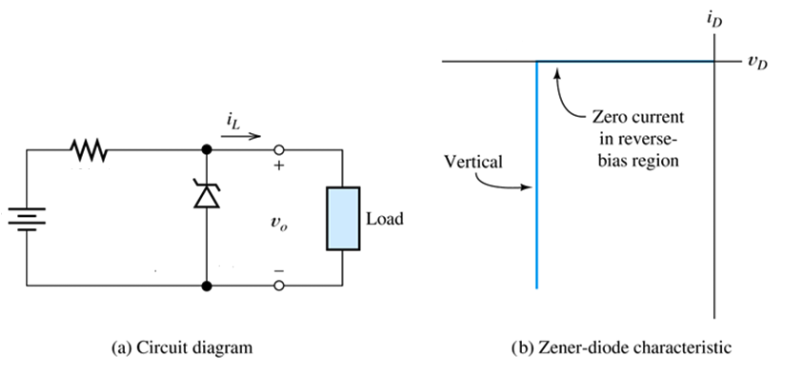 i_L
+
v_o
−
Load
(a) Circuit diagram
i_D
v_D
Zero current
in reverse-
bias region
Vertical
(b) Zener-diode characteristic